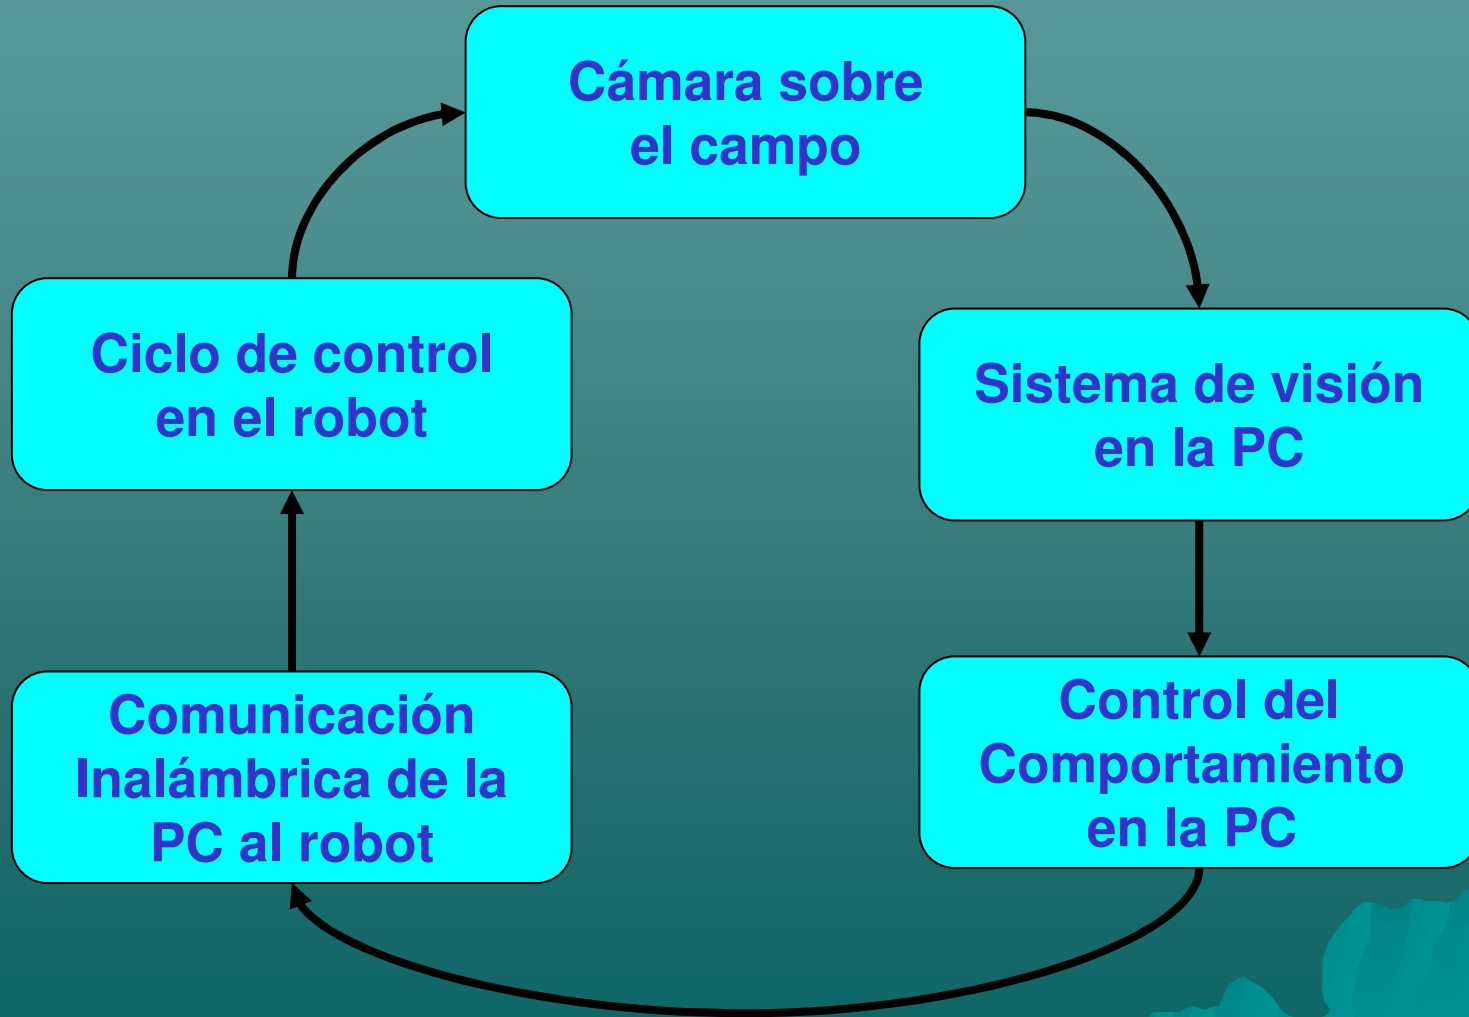 Cámara sobre
el campo
Ciclo de control
en el robot
Sistema de visión
en la PC
Comunicación
Inalámbrica de la
PC al robot
Control del
Comportamiento
en la PC